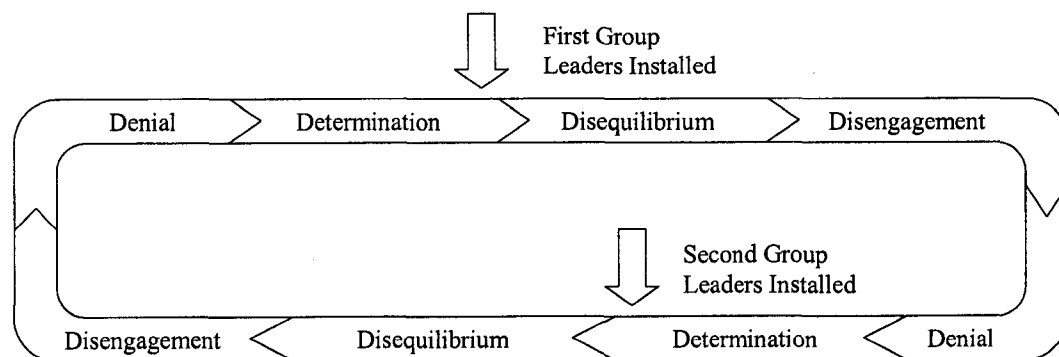 First Group
Leaders Installed
Denial Determination Disequilibrium Disengagement
Second Group
Leaders Installed
Disengagement Disequilibrium Determination Denial